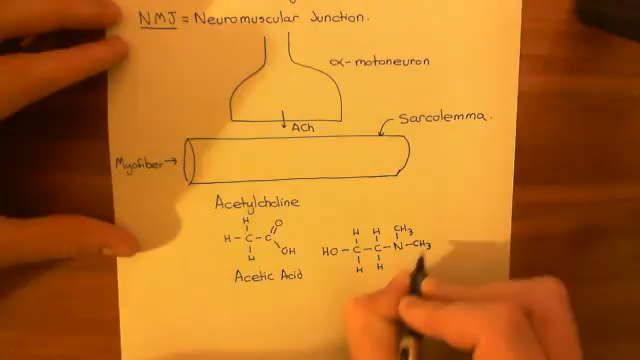 NMJ = Neuromuscular Junction.
α-motoneuron
ACh
Sarcolemma.
Myofiber →
Acetylcholine
H
H - C - C
O
OH
H
Acetic Acid
H H CH3
HO - C - C - N - CH3
H H